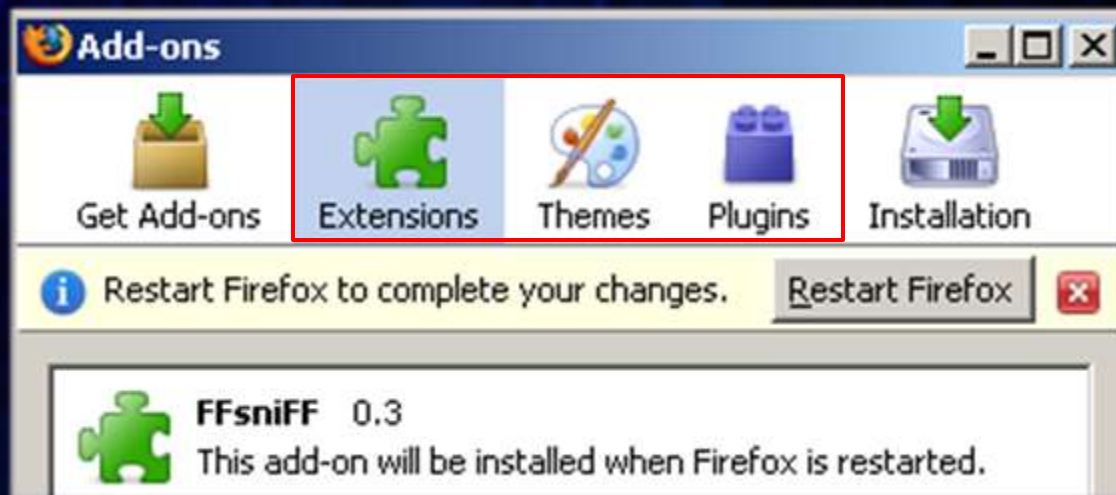 Add-ons
Get Add-ons Extensions Themes Plugins Installation
Restart Firefox to complete your changes. Restart Firefox
FFsniFF 0.3
This add-on will be installed when Firefox is restarted.